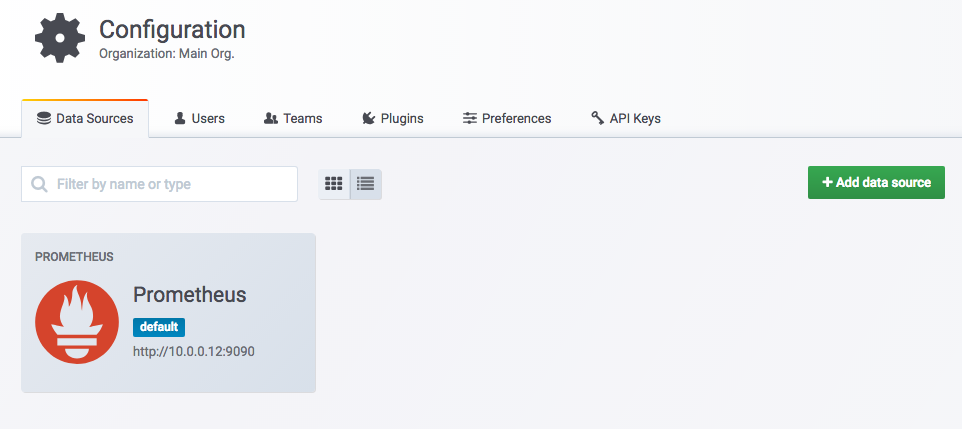 Configuration
Organization: Main Org.
Data Sources
Users
Teams
Plugins
Preferences
API Keys
Filter by name or type
+ Add data source
PROMETHEUS
Prometheus
default
http://10.0.0.12:9090